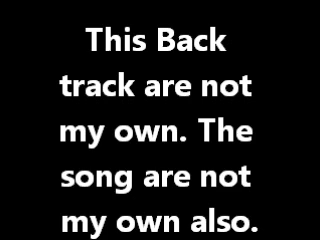 This Back
track are not
my own. The
song are not
my own also.